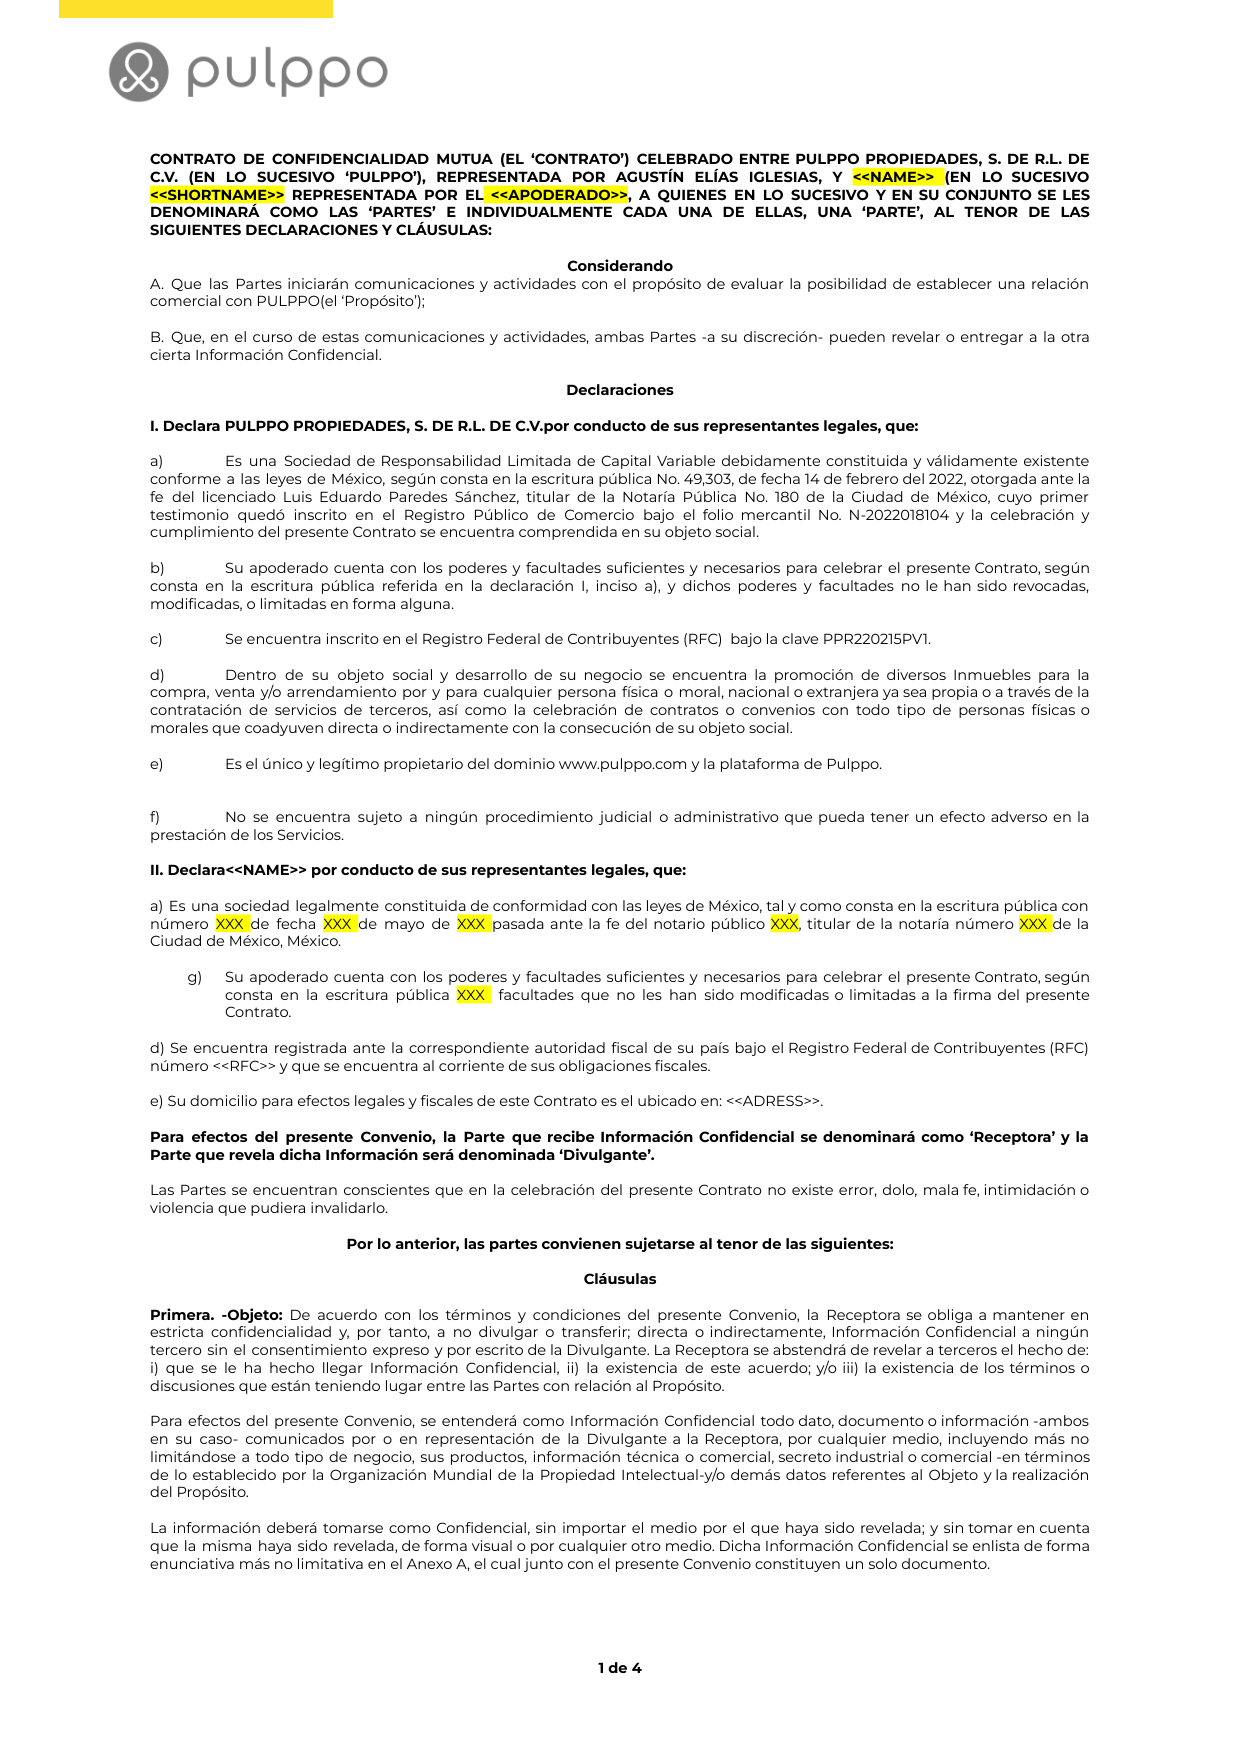 pulppo
CONTRATO DE CONFIDENCIALIDAD MUTUA (EL ‘CONTRATO’) CELEBRADO ENTRE PULPPO PROPIEDADES, S. DE R.L. DE
C.V. (EN LO SUCESIVO ‘PULPPO’), REPRESENTADA POR AGUSTÍN ELÍAS IGLESIAS, Y <<NAME>> (EN LO SUCESIVO
<<SHORTNAME>> REPRESENTADA POR EL <<APODERADO>>, A QUIENES EN LO SUCESIVO Y EN SU CONJUNTO SE LES
DENOMINARÁ COMO LAS ‘PARTES’ E INDIVIDUALMENTE CADA UNA DE ELLAS, UNA ‘PARTE’, AL TENOR DE LAS
SIGUIENTES DECLARACIONES Y CLÁUSULAS:
Considerando
A. Que las Partes iniciarán comunicaciones y actividades con el propósito de evaluar la posibilidad de establecer una relación
comercial con PULPPO(el ‘Propósito’);
B. Que, en el curso de estas comunicaciones y actividades, ambas Partes -a su discreción- pueden revelar o entregar a la otra
cierta Información Confidencial.
Declaraciones
I. Declara PULPPO PROPIEDADES, S. DE R.L. DE C.V.por conducto de sus representantes legales, que:
a) Es una Sociedad de Responsabilidad Limitada de Capital Variable debidamente constituida y válidamente existente
conforme a las leyes de México, según consta en la escritura pública No. 49,303, de fecha 14 de febrero del 2022, otorgada ante la
fe del licenciado Luis Eduardo Paredes Sánchez, titular de la Notaría Pública No. 180 de la Ciudad de México, cuyo primer
testimonio quedó inscrito en el Registro Público de Comercio bajo el folio mercantil No. N-2022018104 y la celebración y
cumplimiento del presente Contrato se encuentra comprendida en su objeto social.
b) Su apoderado cuenta con los poderes y facultades suficientes y necesarios para celebrar el presente Contrato, según
consta en la escritura pública referida en la declaración I, inciso a), y dichos poderes y facultades no le han sido revocadas,
modificadas, o limitadas en forma alguna.
c) Se encuentra inscrito en el Registro Federal de Contribuyentes (RFC) bajo la clave PPR220215PV1.
d) Dentro de su objeto social y desarrollo de su negocio se encuentra la promoción de diversos Inmuebles para la
compra, venta y/o arrendamiento por y para cualquier persona física o moral, nacional o extranjera ya sea propia o a través de la
contratación de servicios de terceros, así como la celebración de contratos o convenios con todo tipo de personas físicas o
morales que coadyuven directa o indirectamente con la consecución de su objeto social.
e) Es el único y legítimo propietario del dominio www.pulppo.com y la plataforma de Pulppo.
f) No se encuentra sujeto a ningún procedimiento judicial o administrativo que pueda tener un efecto adverso en la
prestación de los Servicios.
II. Declara<<NAME>> por conducto de sus representantes legales, que:
a) Es una sociedad legalmente constituida de conformidad con las leyes de México, tal y como consta en la escritura pública con
número XXX de fecha XXX de mayo de XXX pasada ante la fe del notario público XXX, titular de la notaría número XXX de la
Ciudad de México, México.
g) Su apoderado cuenta con los poderes y facultades suficientes y necesarios para celebrar el presente Contrato, según
consta en la escritura pública XXX facultades que no les han sido modificadas o limitadas a la firma del presente
Contrato.
d) Se encuentra registrada ante la correspondiente autoridad fiscal de su país bajo el Registro Federal de Contribuyentes (RFC)
número <<RFC>> y que se encuentra al corriente de sus obligaciones fiscales.
e) Su domicilio para efectos legales y fiscales de este Contrato es el ubicado en: <<ADRESS>>.
Para efectos del presente Convenio, la Parte que recibe Información Confidencial se denominará como ‘Receptora’ y la
Parte que revela dicha Información será denominada ‘Divulgante’.
Las Partes se encuentran conscientes que en la celebración del presente Contrato no existe error, dolo, mala fe, intimidación o
violencia que pudiera invalidarlo.
Por lo anterior, las partes convienen sujetarse al tenor de las siguientes:
Cláusulas
Primera. -Objeto: De acuerdo con los términos y condiciones del presente Convenio, la Receptora se obliga a mantener en
estricta confidencialidad y, por tanto, a no divulgar o transferir; directa o indirectamente, Información Confidencial a ningún
tercero sin el consentimiento expreso y por escrito de la Divulgante. La Receptora se abstendrá de revelar a terceros el hecho de:
i) que se le ha hecho llegar Información Confidencial, ii) la existencia de este acuerdo; y/o iii) la existencia de los términos o
discusiones que están teniendo lugar entre las Partes con relación al Propósito.
Para efectos del presente Convenio, se entenderá como Información Confidencial todo dato, documento o información -ambos
en su caso- comunicados por o en representación de la Divulgante a la Receptora, por cualquier medio, incluyendo más no
limitándose a todo tipo de negocio, sus productos, información técnica o comercial, secreto industrial o comercial -en términos
de lo establecido por la Organización Mundial de la Propiedad Intelectual-y/o demás datos referentes al Objeto y la realización
del Propósito.
La información deberá tomarse como Confidencial, sin importar el medio por el que haya sido revelada; y sin tomar en cuenta
que la misma haya sido revelada, de forma visual o por cualquier otro medio. Dicha Información Confidencial se enlista de forma
enunciativa más no limitativa en el Anexo A, el cual junto con el presente Convenio constituyen un solo documento.
1 de 4